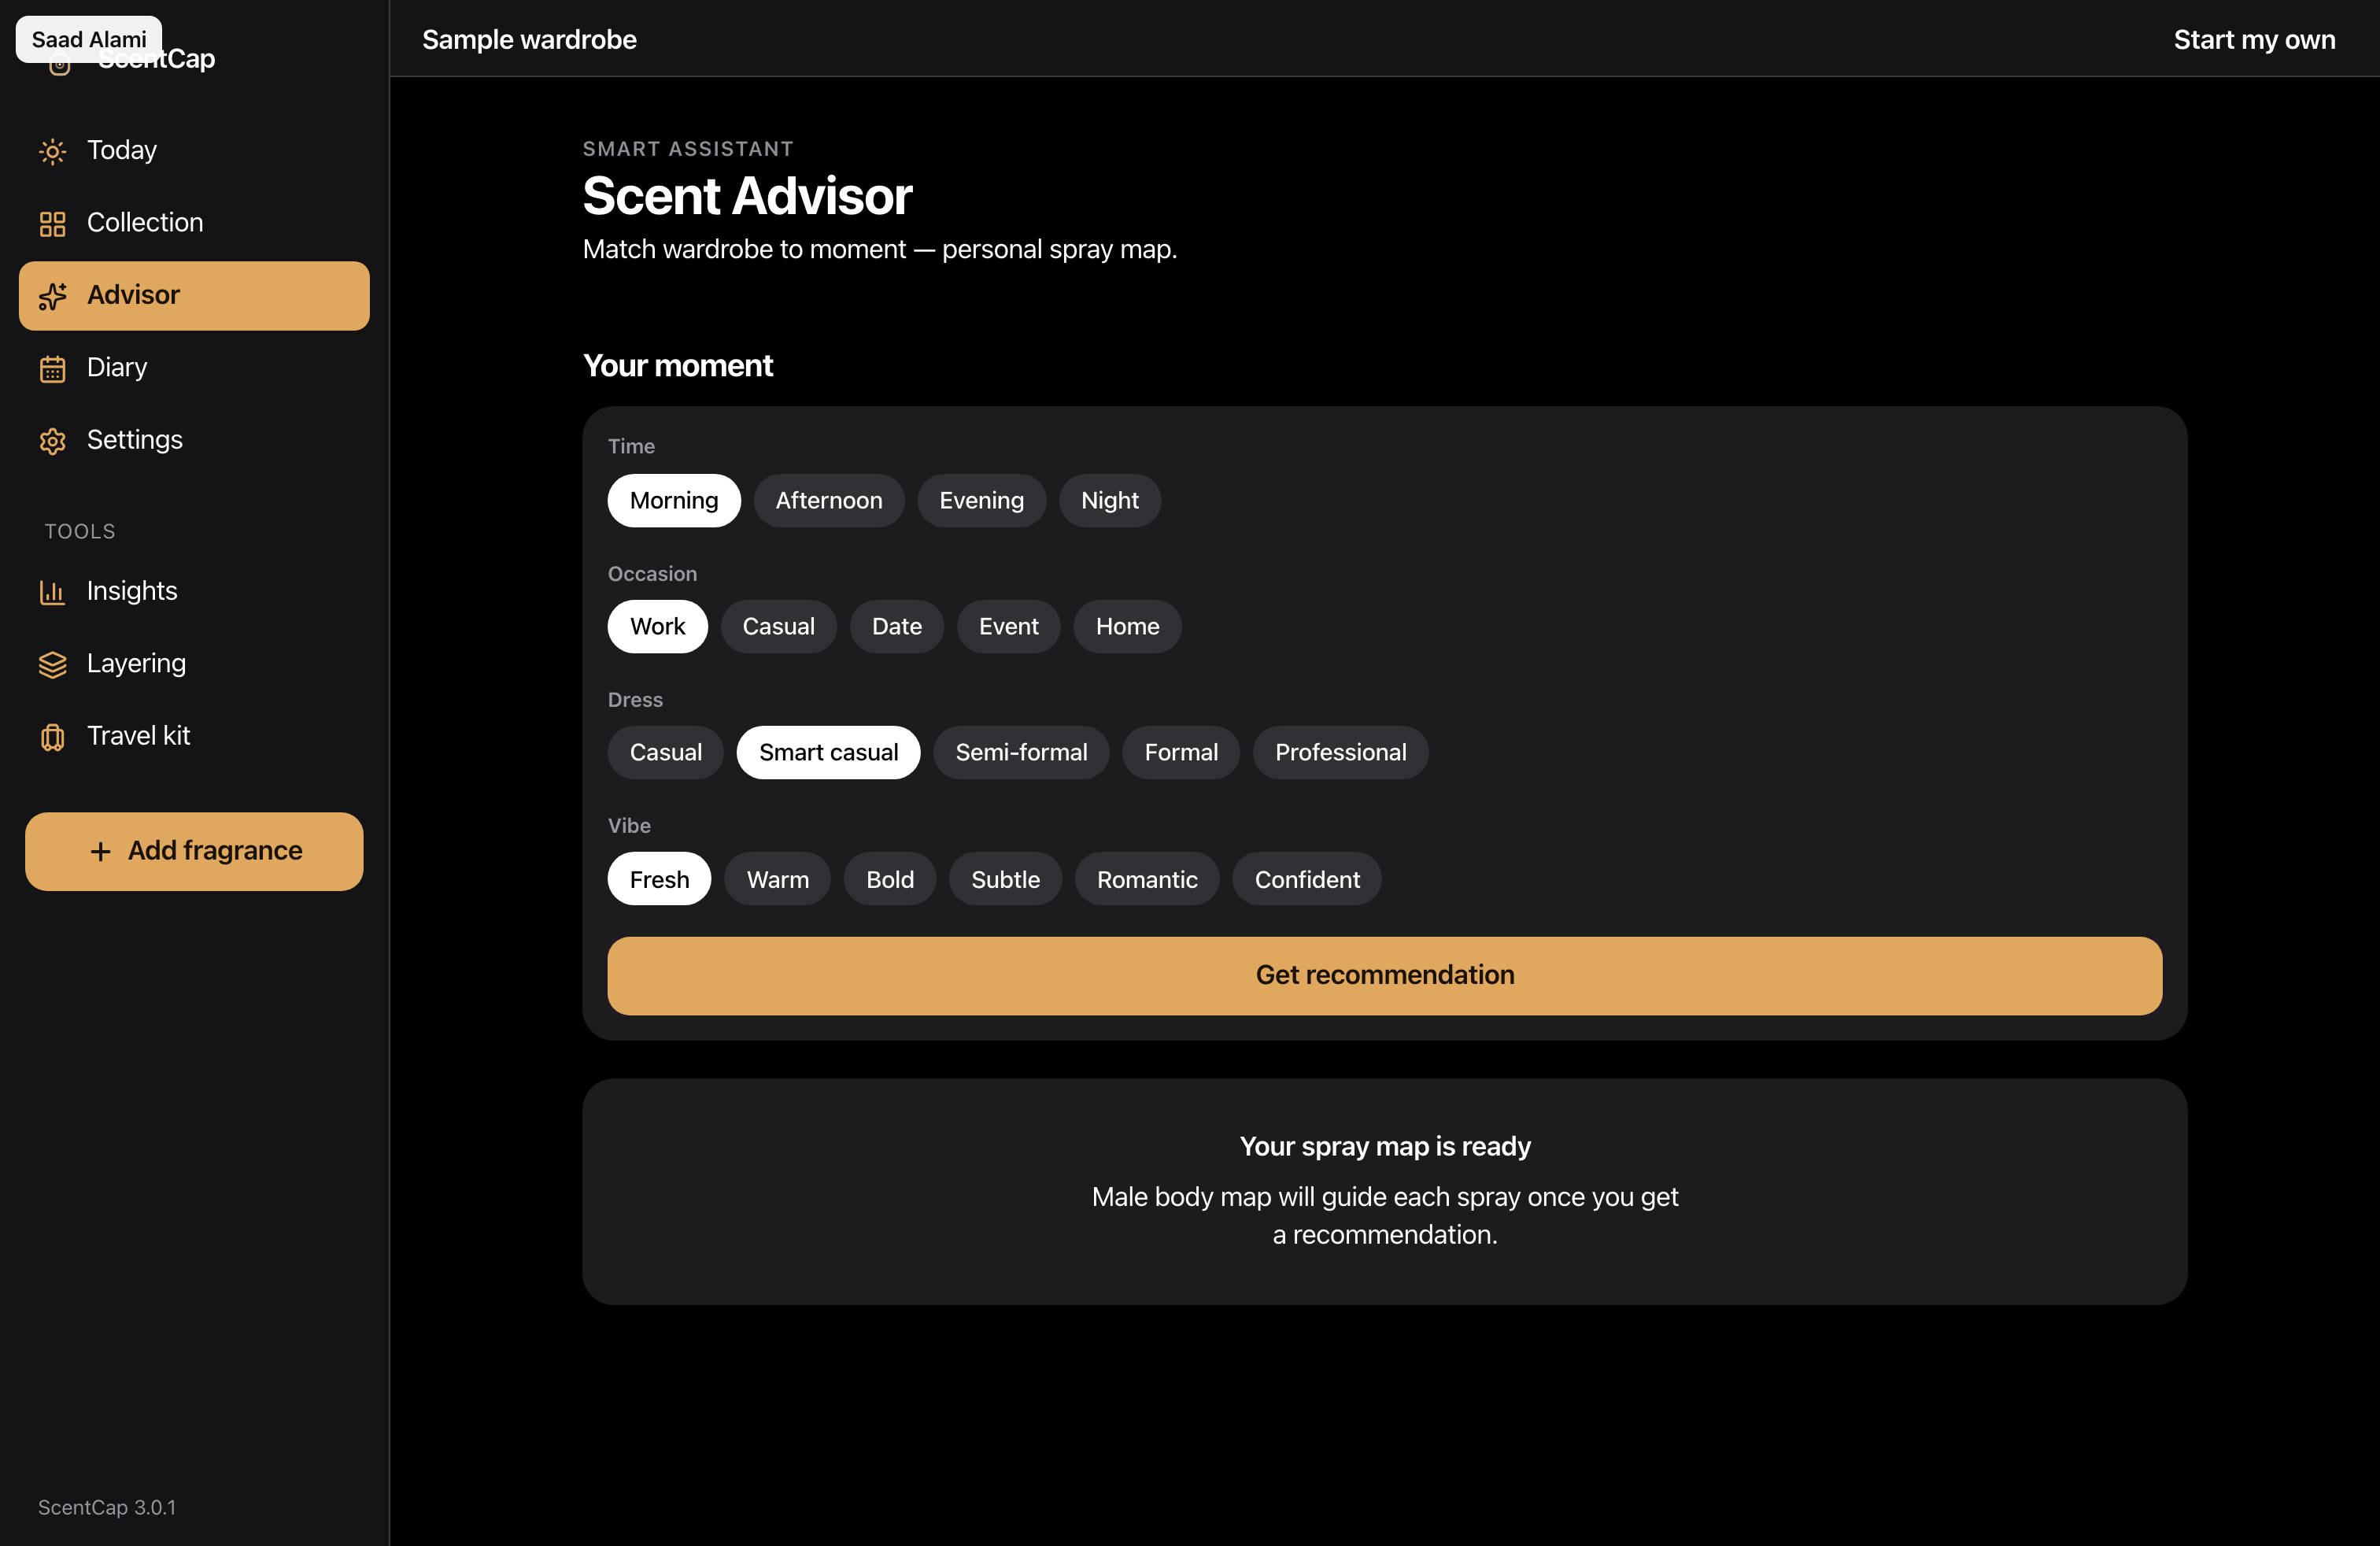 Saad Alami
ScentCap
Today
Collection
Advisor
Diary
Settings
TOOLS
Insights
Layering
Travel kit
+ Add fragrance
ScentCap 3.0.1
Sample wardrobe
Start my own
SMART ASSISTANT
Scent Advisor
Match wardrobe to moment — personal spray map.
Your moment
Time
Morning Afternoon Evening Night
Occasion
Work Casual Date Event Home
Dress
Casual Smart casual Semi-formal Formal Professional
Vibe
Fresh Warm Bold Subtle Romantic Confident
Get recommendation
Your spray map is ready
Male body map will guide each spray once you get
a recommendation.